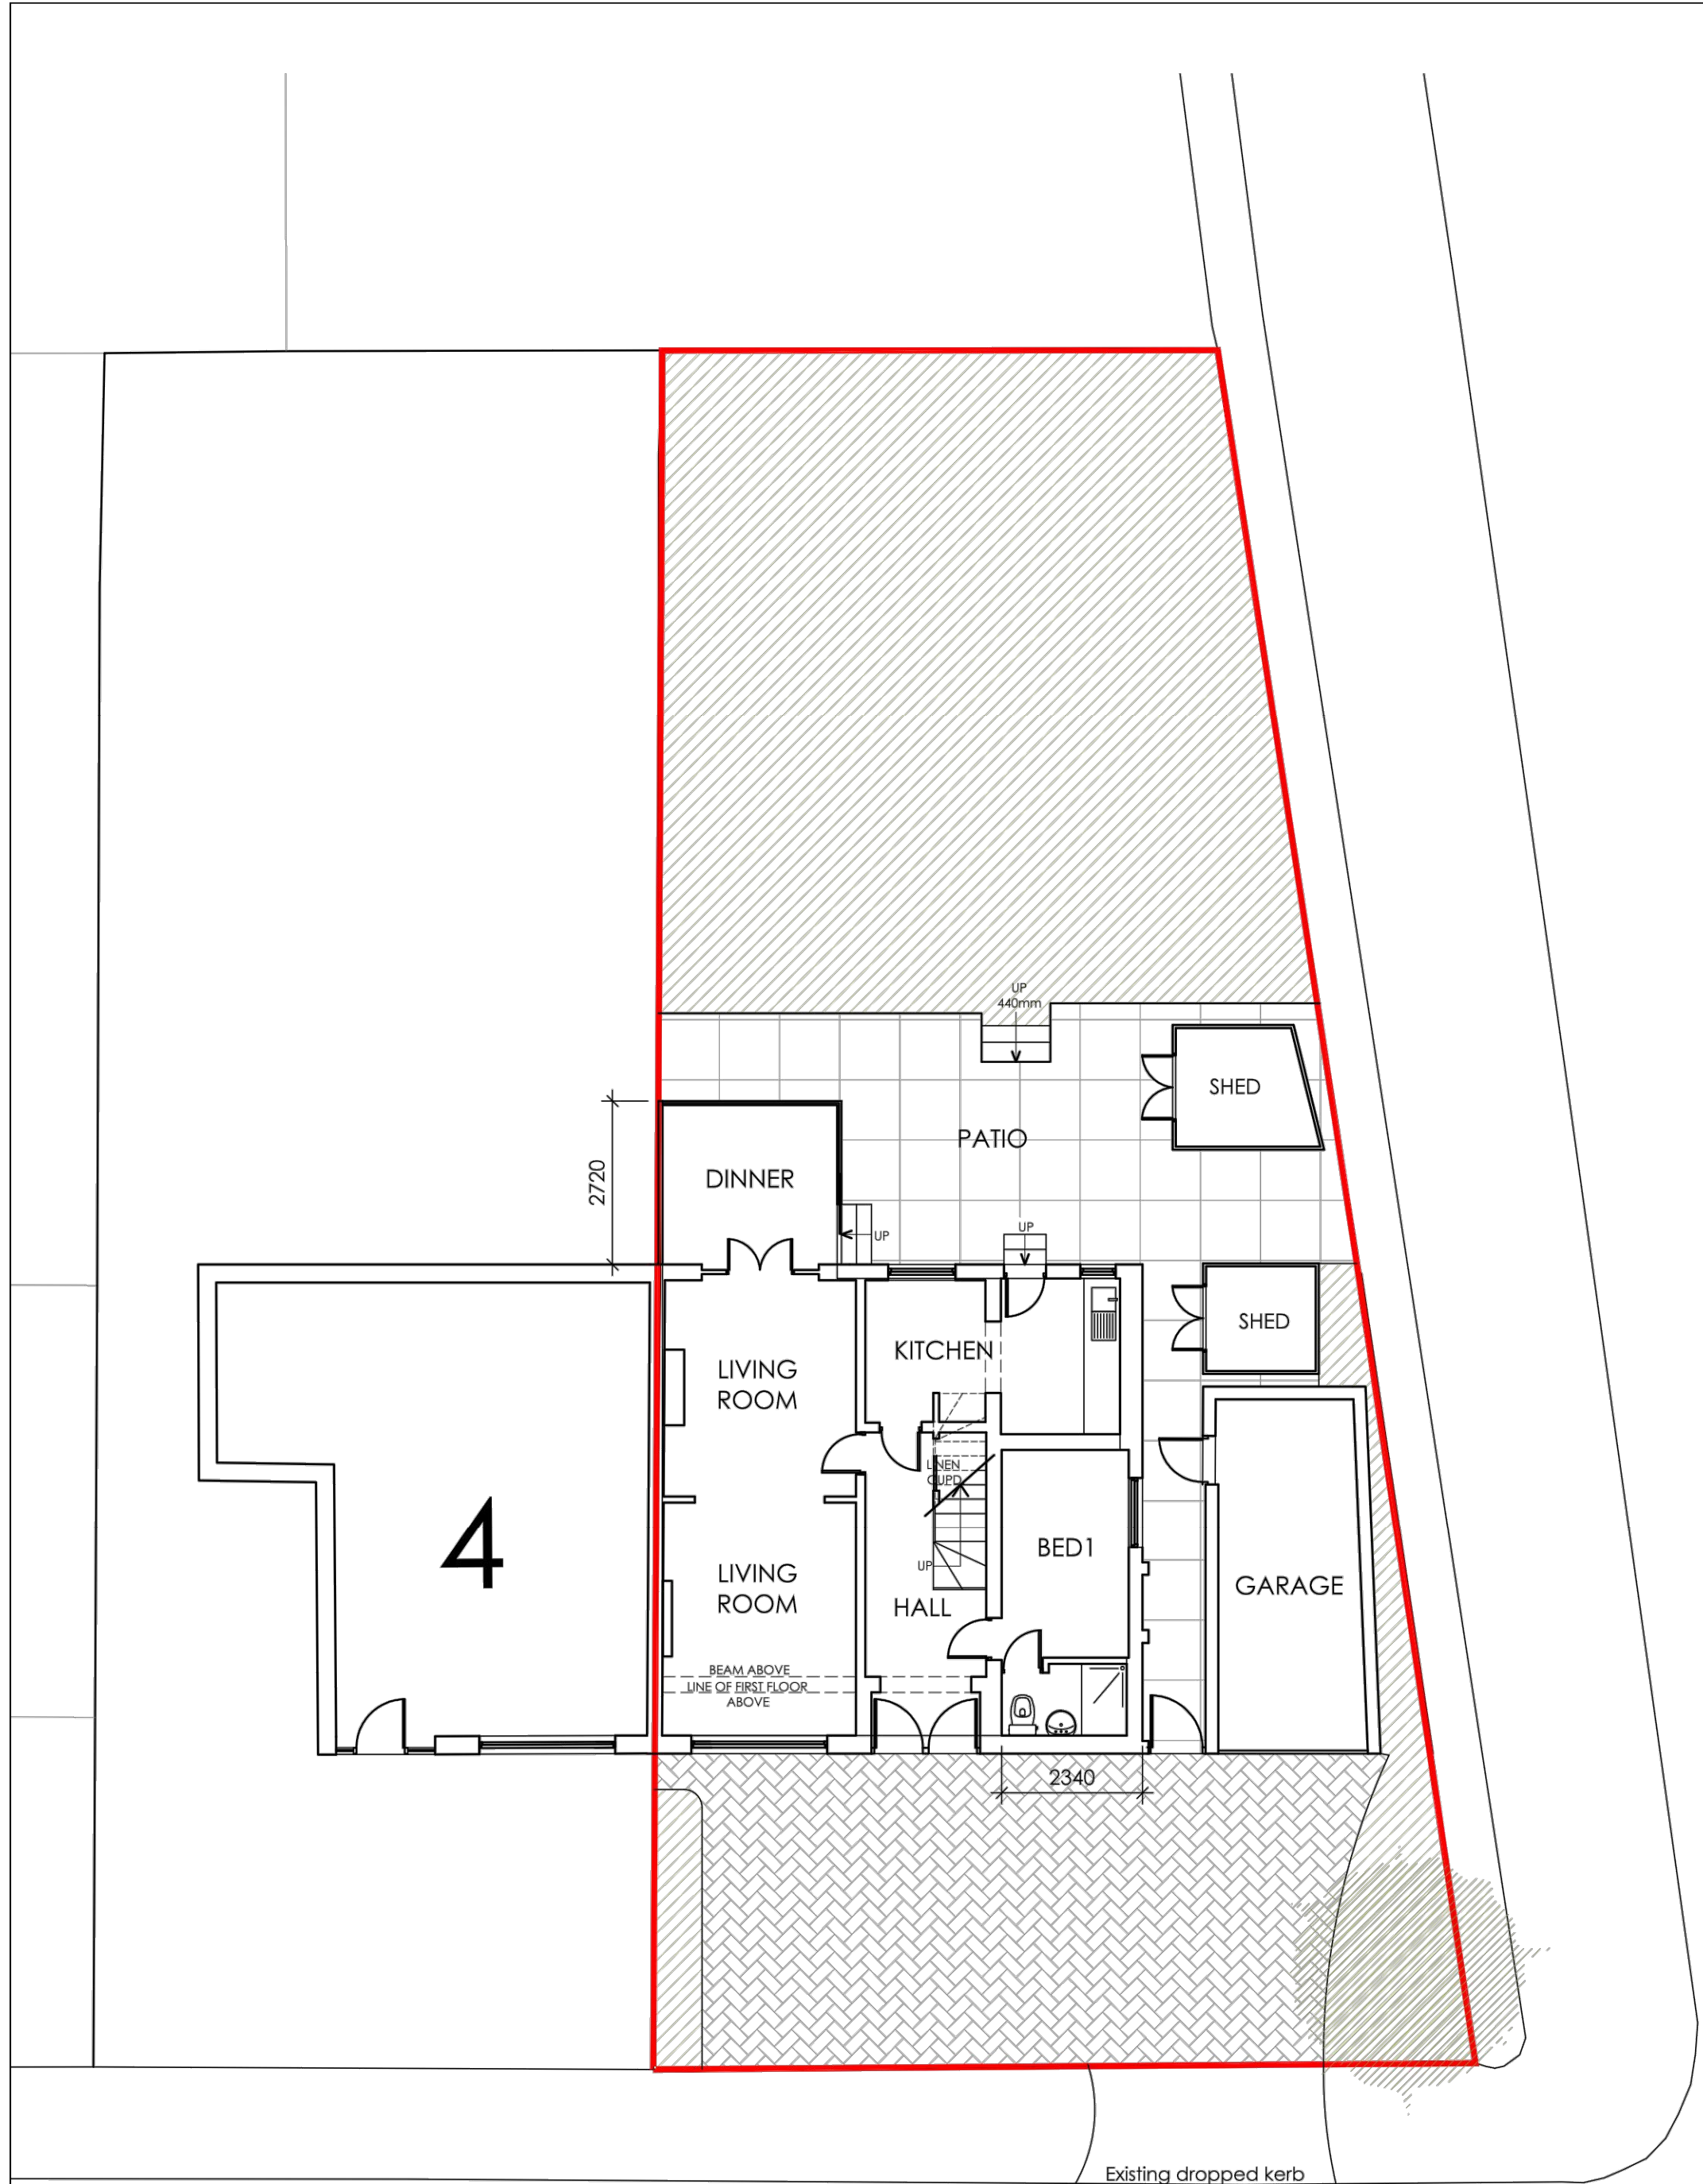 UP
440mm
SHED
PATIO
2720
DINNER
UP
UP
SHED
KITCHEN
LIVING
ROOM
LINEN
CUPD
4
BED1
LIVING
ROOM
UP
HALL
GARAGE
BEAM ABOVE
LINE OF FIRST FLOOR
ABOVE
2340
Existing dropped kerb